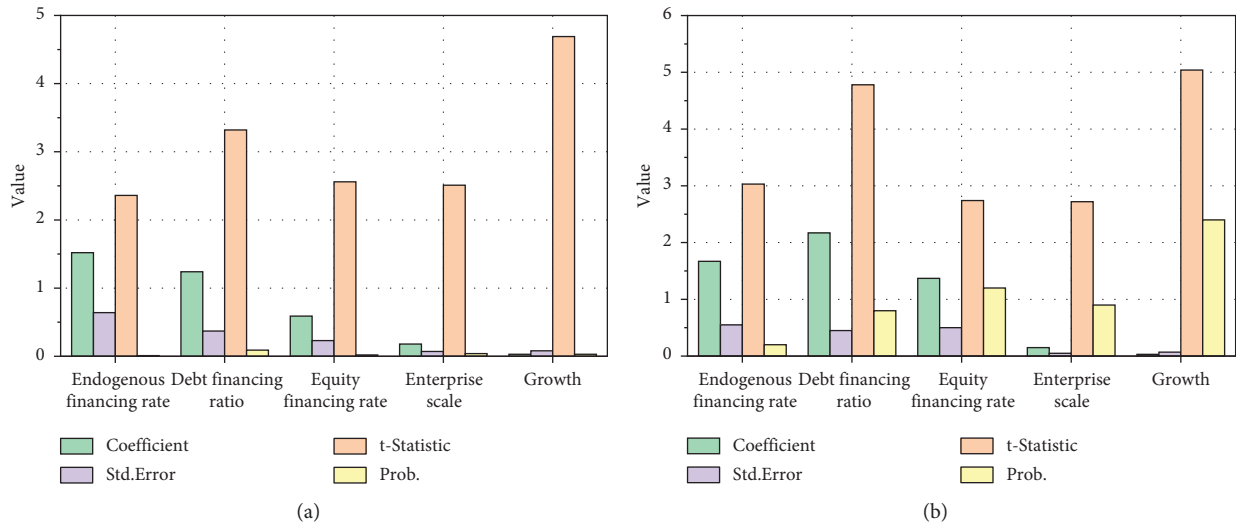 5
4
3
2
1
0
Value
Endogenous
financing rate
Debt financing
ratio
Equity
financing rate
Enterprise
scale
Growth
Coefficient
Std.Error
t-Statistic
Prob.
(a)
6
5
4
3
2
1
0
Value
Endogenous
financing rate
Debt financing
ratio
Equity
financing rate
Enterprise
scale
Growth
Coefficient
Std.Error
t-Statistic
Prob.
(b)